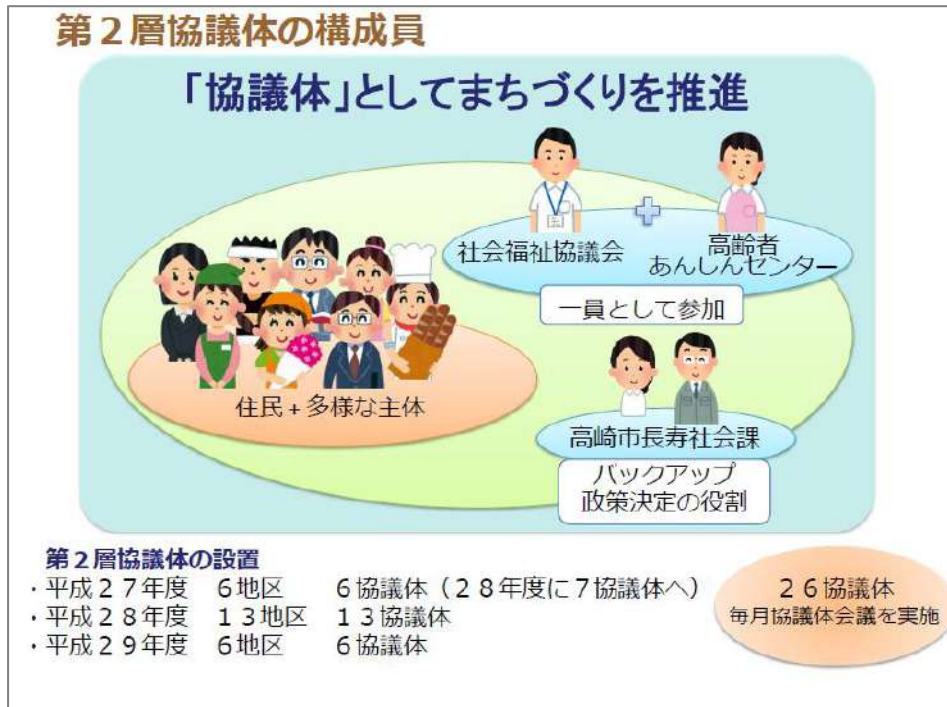 第２層協議体の構成員
「協議体」としてまちづくりを推進
社会福祉協議会
高齢者
あんしんセンター
一員として参加
住民＋多様な主体
高崎市長寿社会課
バックアップ
政策決定の役割
第２層協議体の設置
・平成２７年度　６地区　６協議体（２８年度に７協議体へ）
・平成２８年度　１３地区　１３協議体
・平成２９年度　６地区　６協議体
２６協議体
毎月協議体会議を実施